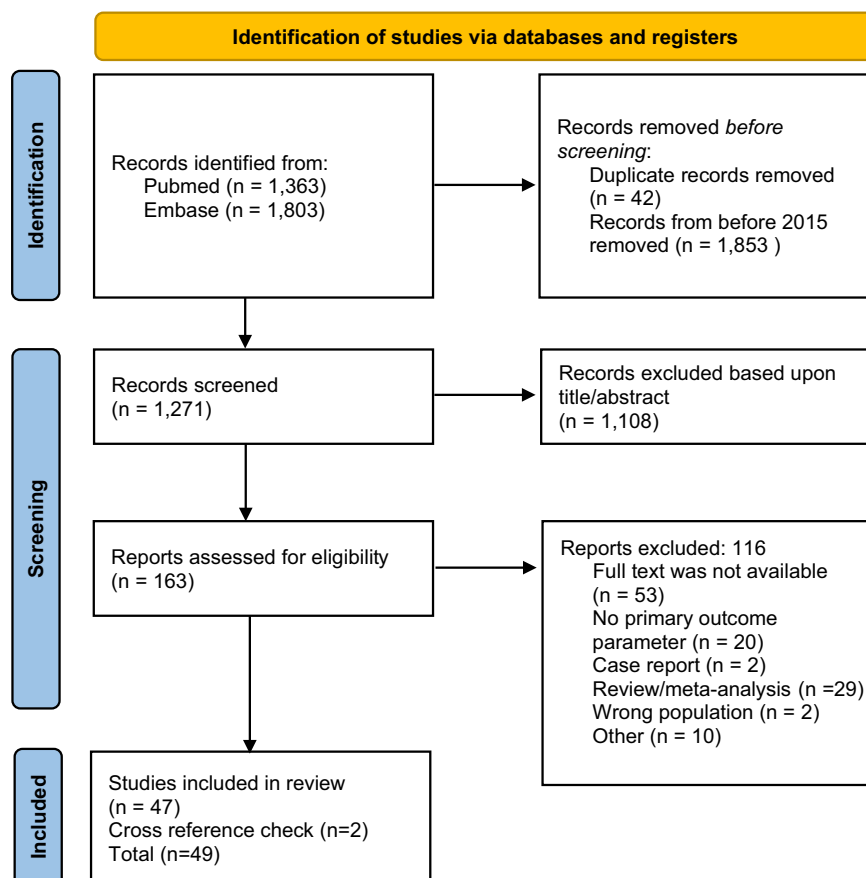 Identification of studies via databases and registers
Identification
Records identified from:
Pubmed (n = 1,363)
Embase (n = 1,803)
Records removed before
screening:
Duplicate records removed
(n = 42)
Records from before 2015
removed (n = 1,853 )
Screening
Records screened
(n = 1,271)
Records excluded based upon
title/abstract
(n = 1,108)
Reports assessed for eligibility
(n = 163)
Reports excluded: 116
Full text was not available
(n = 53)
No primary outcome
parameter (n = 20)
Case report (n = 2)
Review/meta-analysis (n =29)
Wrong population (n = 2)
Other (n = 10)
Included
Studies included in review
(n = 47)
Cross reference check (n=2)
Total (n=49)